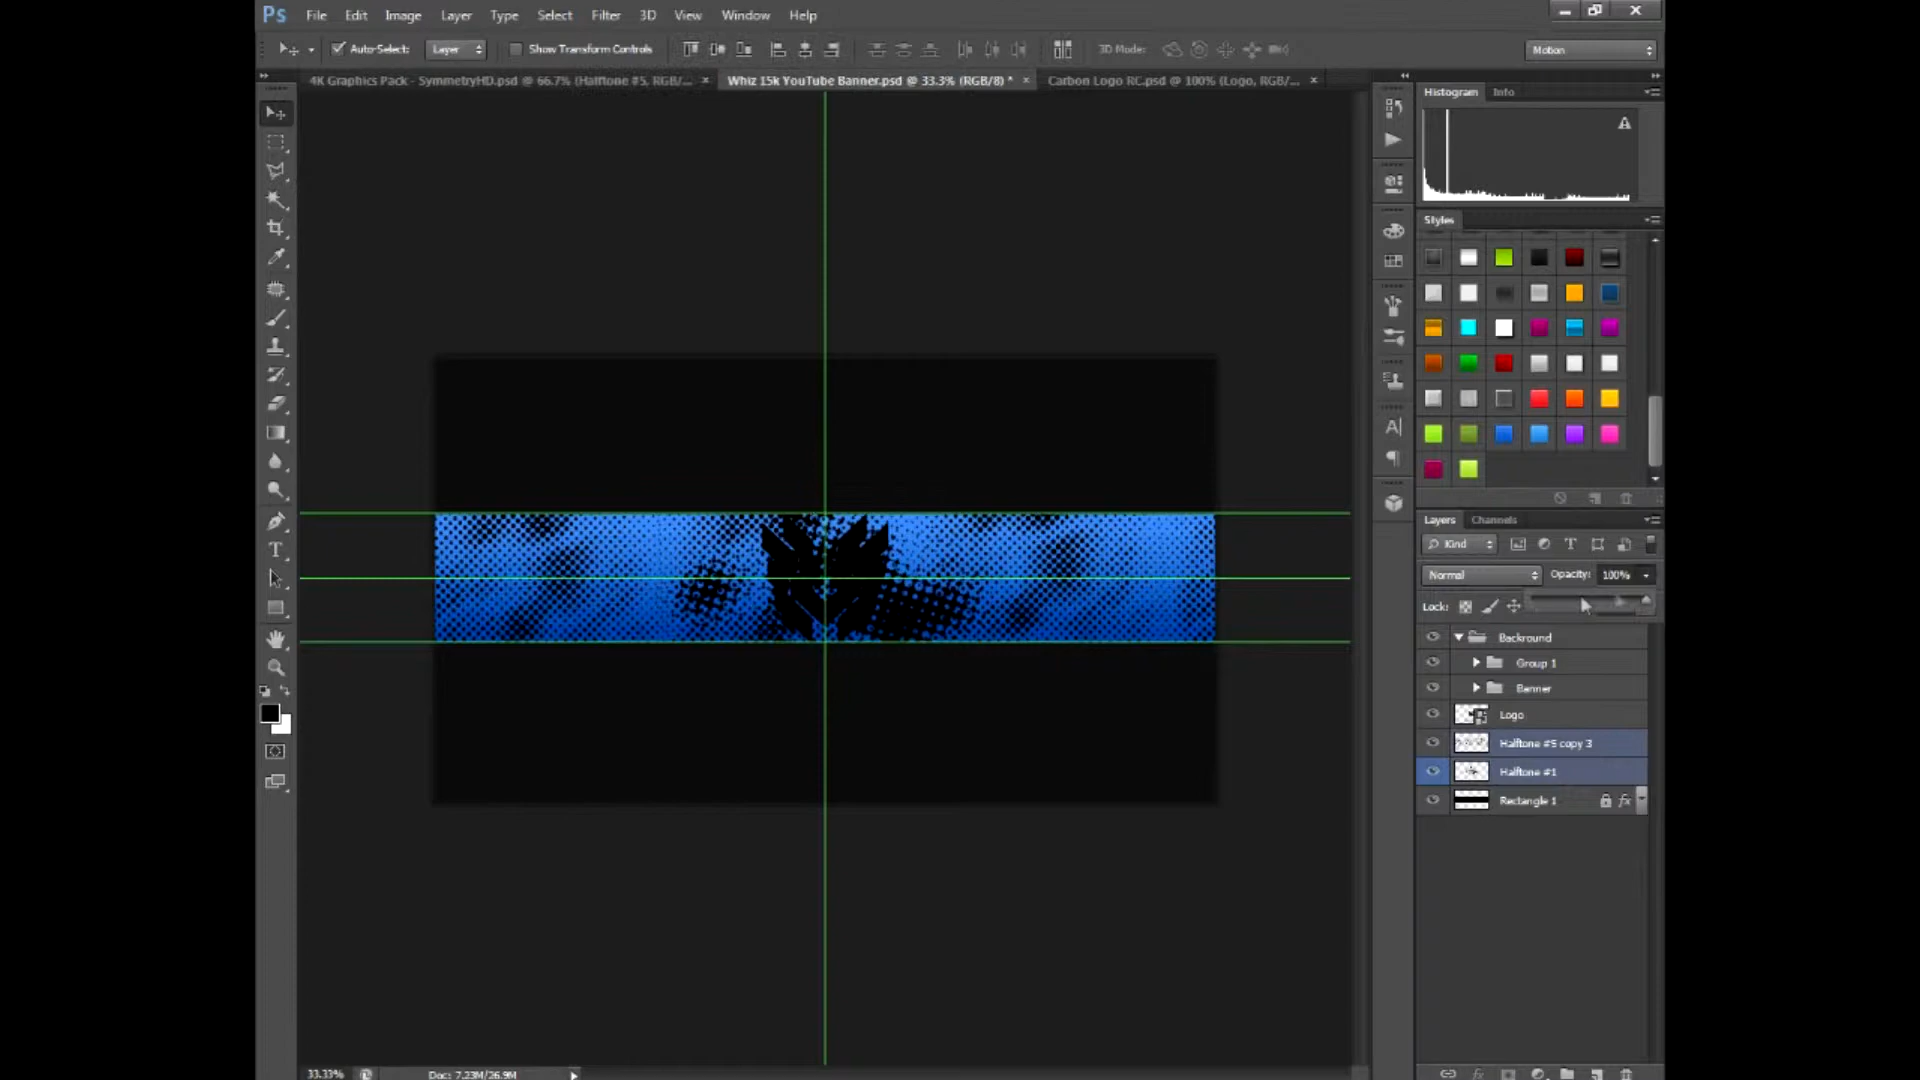 Ps File Edit Image Layer Type Select Filter 3D View Window Help
Auto-Select: Layer Show Transform Controls 3D Mode: Motion
4K Graphics Pack - SymmetryHD.psd @ 66.7% (Halftone #5, RGB/... × Whiz 15k YouTube Banner.psd @ 33.3% (RGB/8) * × Carbon Logo RC.psd @ 100% (Logo, RGB/... ×
Histogram Info
Styles
Layers Channels
Kind
Normal Opacity: 100%
Lock:
Backround
Group 1
Banner
Logo
Halftone #5 copy 3
Halftone #1
Rectangle 1 fx
33.33% Doc: 7.23M/26.9M